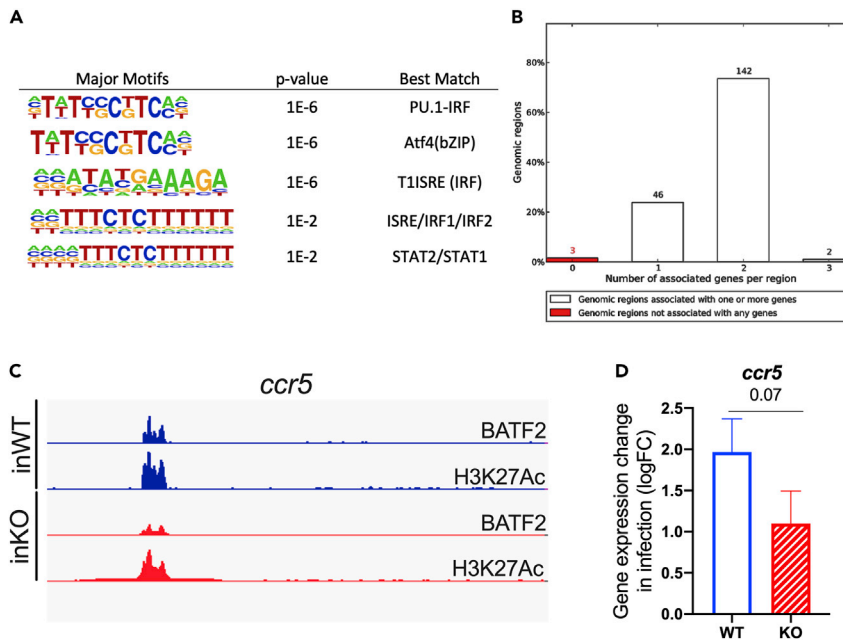 A
Major Motifs p-value Best Match
1E-6 PU.1-IRF
1E-6 Atf4(bZIP)
1E-6 T1ISRE (IRF)
TTTCTCTTTTTT 1E-2 ISRE/IRF1/IRF2
TTTCTCTTTTTT 1E-2 STAT2/STAT1
B
Genomic regions
80%
60%
40%
20%
0%
3
46
142
2
0 1 2 3
Number of associated genes per region
Genomic regions associated with one or more genes
Genomic regions not associated with any genes
C
ccr5
inWT
BATF2
H3K27Ac
inKO
BATF2
H3K27Ac
D
ccr5
0.07
Gene expression change
in infection (logFC)
2.5
2.0
1.5
1.0
0.5
0.0
WT KO